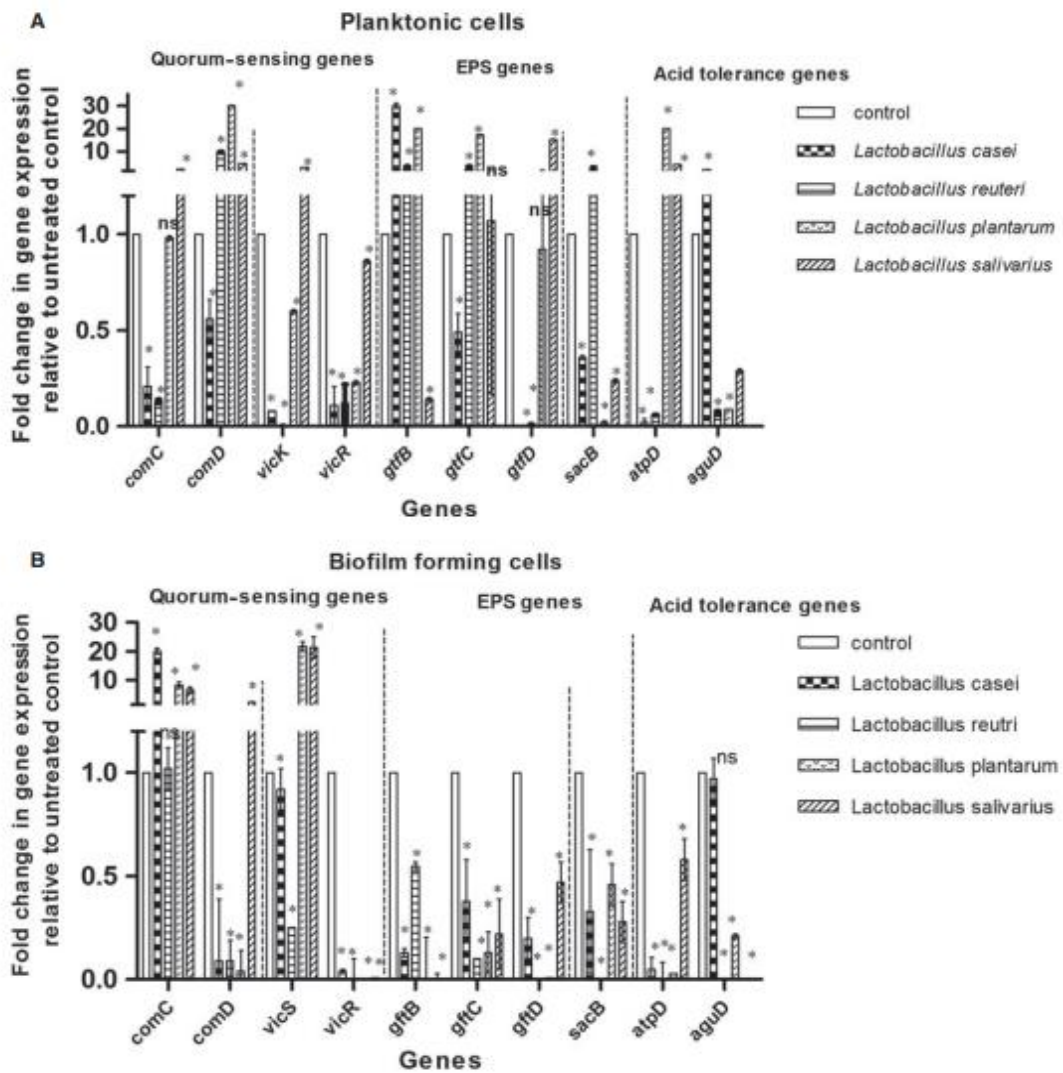 A
Planktonic cells
Quorum-sensing genes
EPS genes
Acid tolerance genes
Fold change in gene expression
relative to untreated control
30
20
10
1.0
0.5
0.0
ns
ns
ns
comC
comD
vicK
vicR
gtfB
gtfC
gtfD
sacB
atpD
aguD
Genes
control
Lactobacillus casei
Lactobacillus reuteri
Lactobacillus plantarum
Lactobacillus salivarius
B
Biofilm forming cells
Quorum-sensing genes
EPS genes
Acid tolerance genes
Fold change in gene expression
relative to untreated control
30
20
10
1.0
0.5
0.0
ns
ns
comC
comD
vicS
vicR
gftB
gftC
gftD
sacB
atpD
aguD
Genes
control
Lactobacillus casei
Lactobacillus reutri
Lactobacillus plantarum
Lactobacillus salivarius